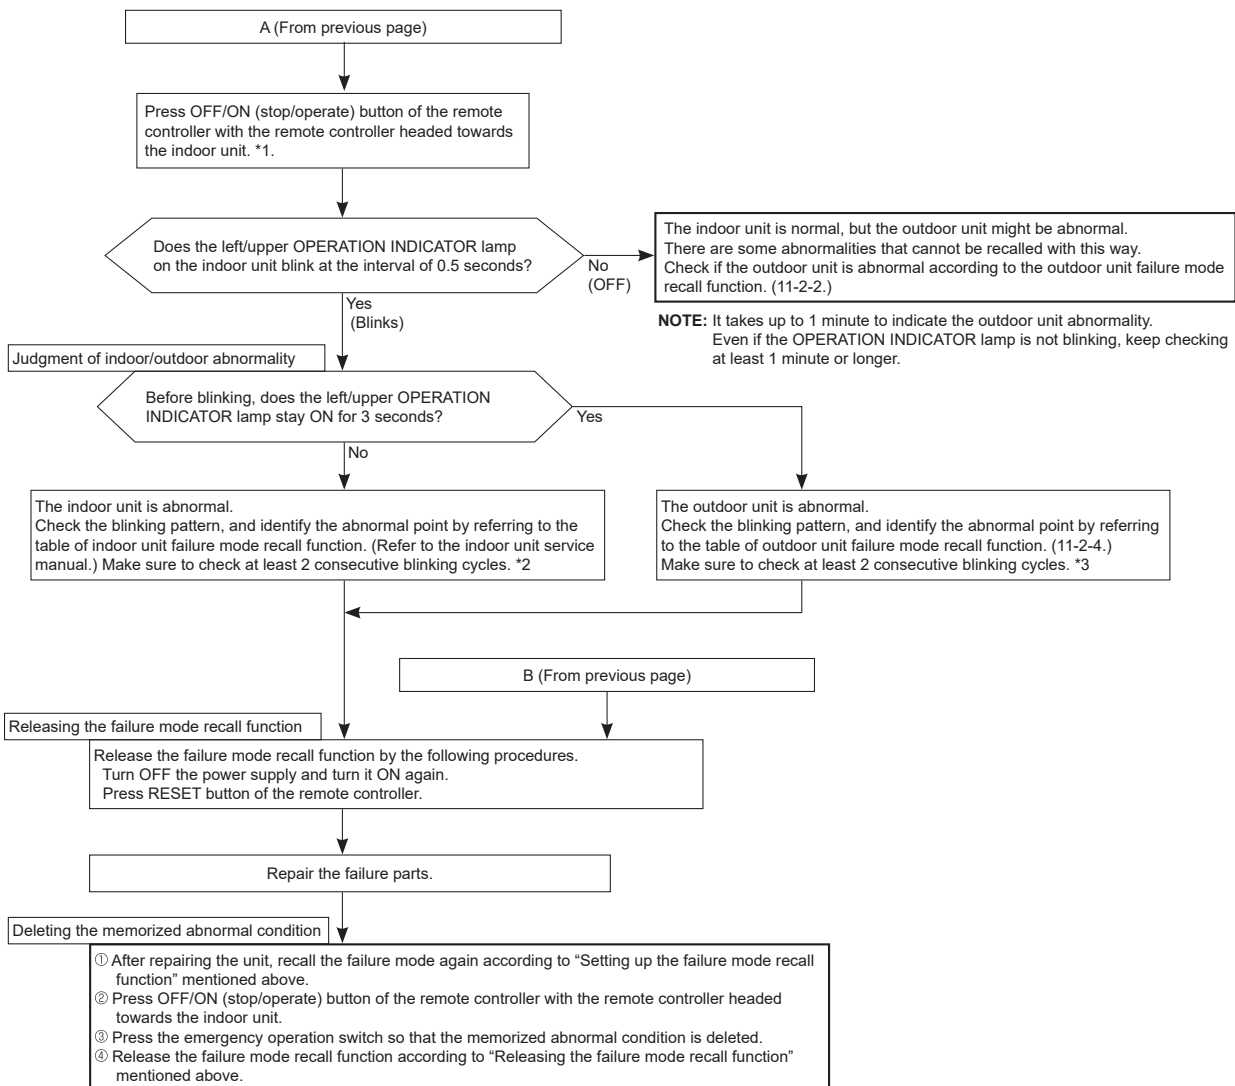 A (From previous page)
Press OFF/ON (stop/operate) button of the remote
controller with the remote controller headed towards
the indoor unit. *1.
Does the left/upper OPERATION INDICATOR lamp
on the indoor unit blink at the interval of 0.5 seconds?
No
(OFF)
The indoor unit is normal, but the outdoor unit might be abnormal.
There are some abnormalities that cannot be recalled with this way.
Check if the outdoor unit is abnormal according to the outdoor unit failure mode
recall function. (11-2-2.)
Yes
(Blinks)
NOTE: It takes up to 1 minute to indicate the outdoor unit abnormality.
Even if the OPERATION INDICATOR lamp is not blinking, keep checking
at least 1 minute or longer.
Judgment of indoor/outdoor abnormality
Before blinking, does the left/upper OPERATION
INDICATOR lamp stay ON for 3 seconds?
Yes
No
The indoor unit is abnormal.
Check the blinking pattern, and identify the abnormal point by referring to the
table of indoor unit failure mode recall function. (Refer to the indoor unit service
manual.) Make sure to check at least 2 consecutive blinking cycles. *2
The outdoor unit is abnormal.
Check the blinking pattern, and identify the abnormal point by referring
to the table of outdoor unit failure mode recall function. (11-2-4.)
Make sure to check at least 2 consecutive blinking cycles. *3
B (From previous page)
Releasing the failure mode recall function
Release the failure mode recall function by the following procedures.
Turn OFF the power supply and turn it ON again.
Press RESET button of the remote controller.
Repair the failure parts.
Deleting the memorized abnormal condition
① After repairing the unit, recall the failure mode again according to “Setting up the failure mode recall
function” mentioned above.
② Press OFF/ON (stop/operate) button of the remote controller with the remote controller headed
towards the indoor unit.
③ Press the emergency operation switch so that the memorized abnormal condition is deleted.
④ Release the failure mode recall function according to “Releasing the failure mode recall function”
mentioned above.